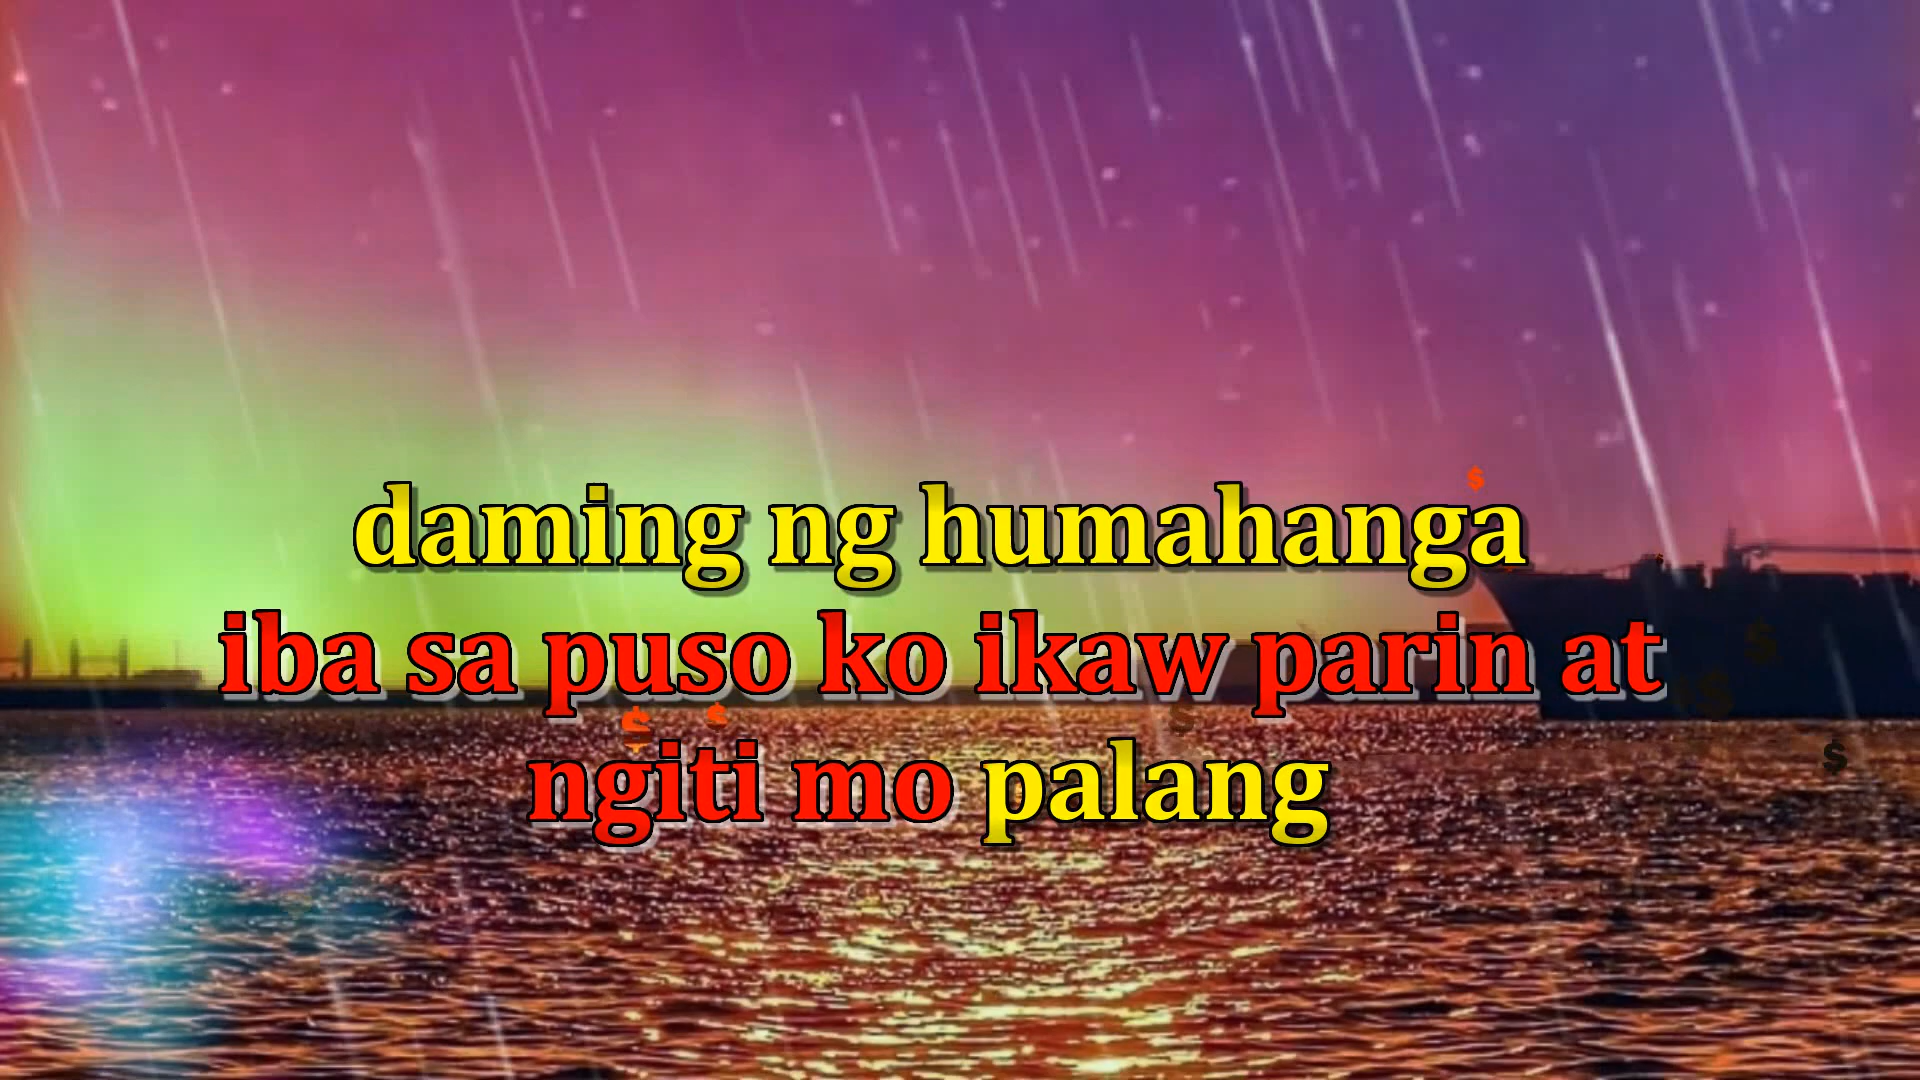 daming ng humahanga
iba sa puso ko ikaw parin at
ngiti mo palang